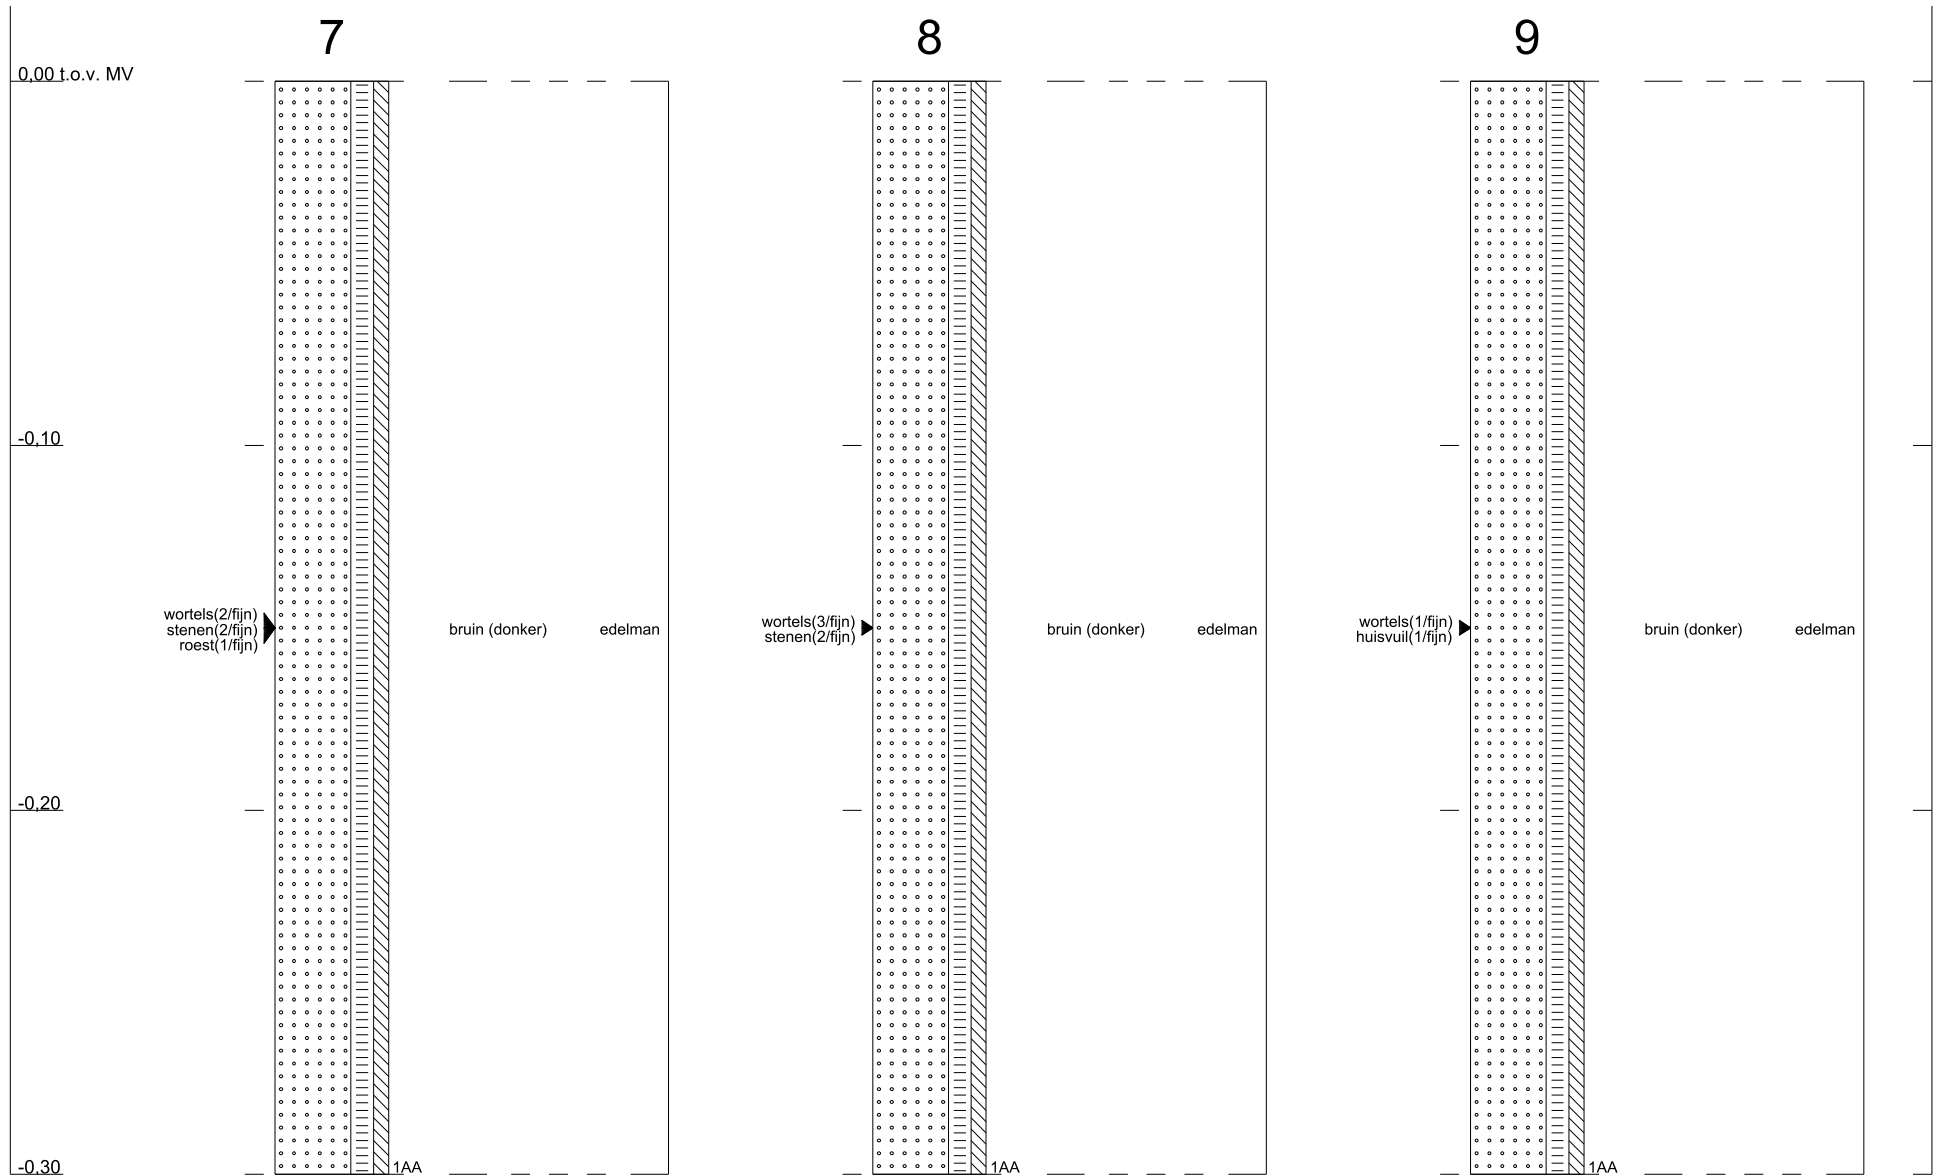 7
8
9
0,00 t.o.v. MV
-0,10
wortels(2/fijn)
stenen(2/fijn)
roest(1/fijn)
bruin (donker)
edelman
wortels(3/fijn)
stenen(2/fijn)
bruin (donker)
edelman
wortels(1/fijn)
huisvuil(1/fijn)
bruin (donker)
edelman
-0,20
-0,30
1AA
1AA
1AA